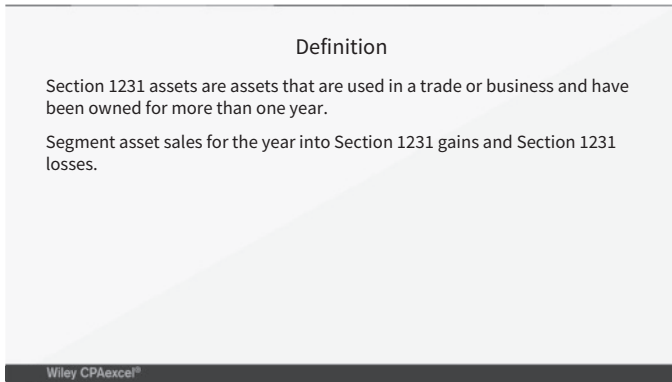 Definition
Section 1231 assets are assets that are used in a trade or business and have
been owned for more than one year.
Segment asset sales for the year into Section 1231 gains and Section 1231
losses.
Wiley CPAexcel®